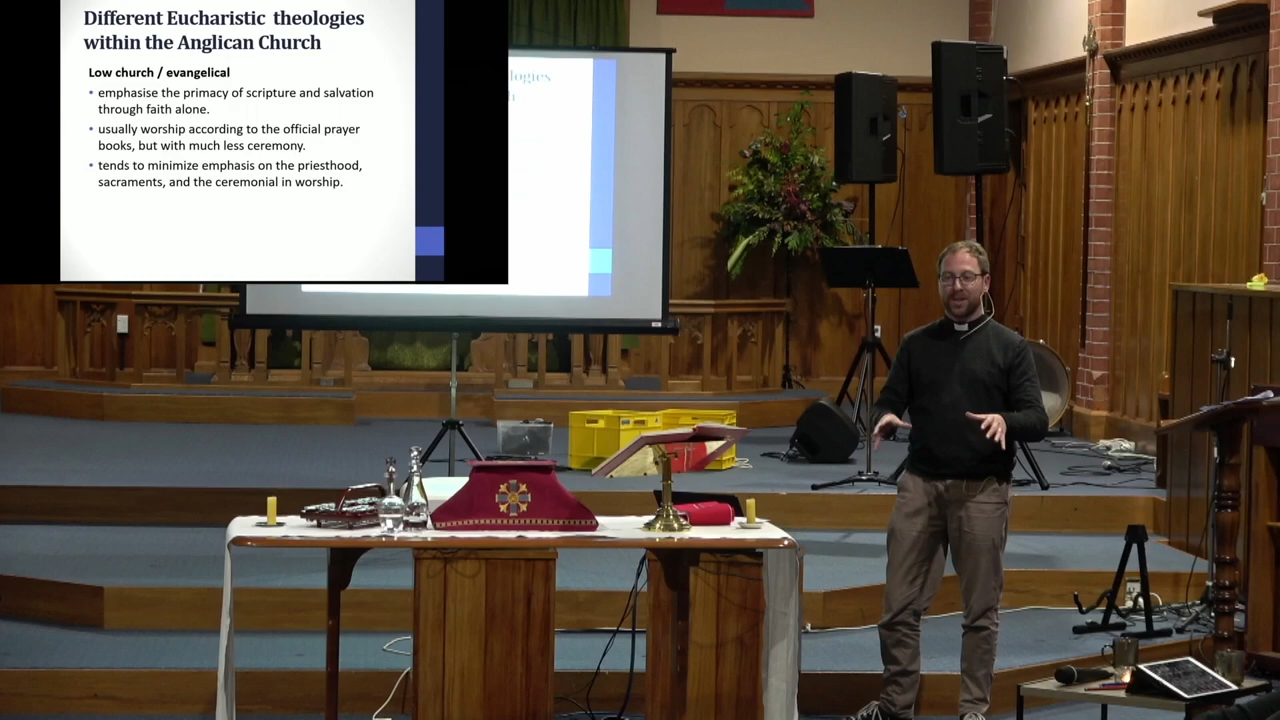 Different Eucharistic theologies
within the Anglican Church
Low church / evangelical
• emphasise the primacy of scripture and salvation
through faith alone.
• usually worship according to the official prayer
books, but with much less ceremony.
• tends to minimize emphasis on the priesthood,
sacraments, and the ceremonial in worship.
logies
h